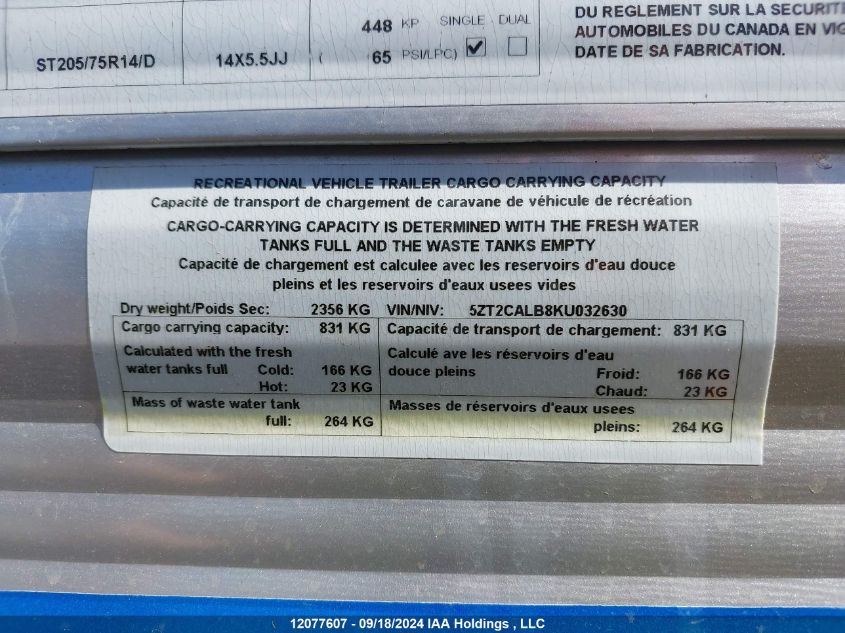 448 KP SINGLE DUAL
ST205/75R14/D 14X5.5JJ ( 65 PSI/LPC)
DU REGLEMENT SUR LA SECURITE
AUTOMOBILES DU CANADA EN VIG
DATE DE SA FABRICATION.
RECREATIONAL VEHICLE TRAILER CARGO CARRYING CAPACITY
Capacité de transport de chargement de caravane de véhicule de récréation
CARGO-CARRYING CAPACITY IS DETERMINED WITH THE FRESH WATER
TANKS FULL AND THE WASTE TANKS EMPTY
Capacité de chargement est calculee avec les reservoirs d'eau douce
pleins et les reservoirs d'eaux usees vides
Dry weight/Poids Sec: 2356 KG VIN/NIV: 5ZT2CALB8KU032630
Cargo carrying capacity: 831 KG Capacité de transport de chargement: 831 KG
Calculated with the fresh Calculé ave les réservoirs d'eau
water tanks full Cold: 166 KG douce pleins Froid: 166 KG
Hot: 23 KG Chaud: 23 KG
Mass of waste water tank Masses de réservoirs d'eaux usees
full: 264 KG pleins: 264 KG
12077607 - 09/18/2024 IAA Holdings , LLC